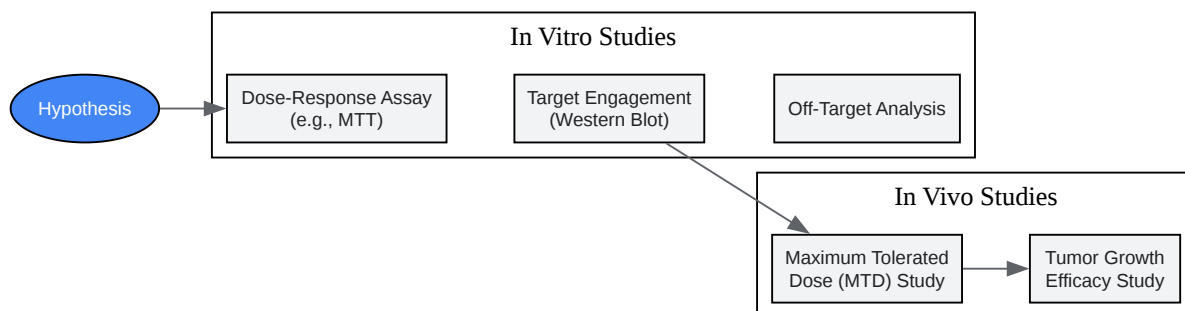 In Vitro Studies
Hypothesis
Dose-Response Assay
(e.g., MTT)
Target Engagement
(Western Blot)
Off-Target Analysis
In Vivo Studies
Maximum Tolerated
Dose (MTD) Study
Tumor Growth
Efficacy Study